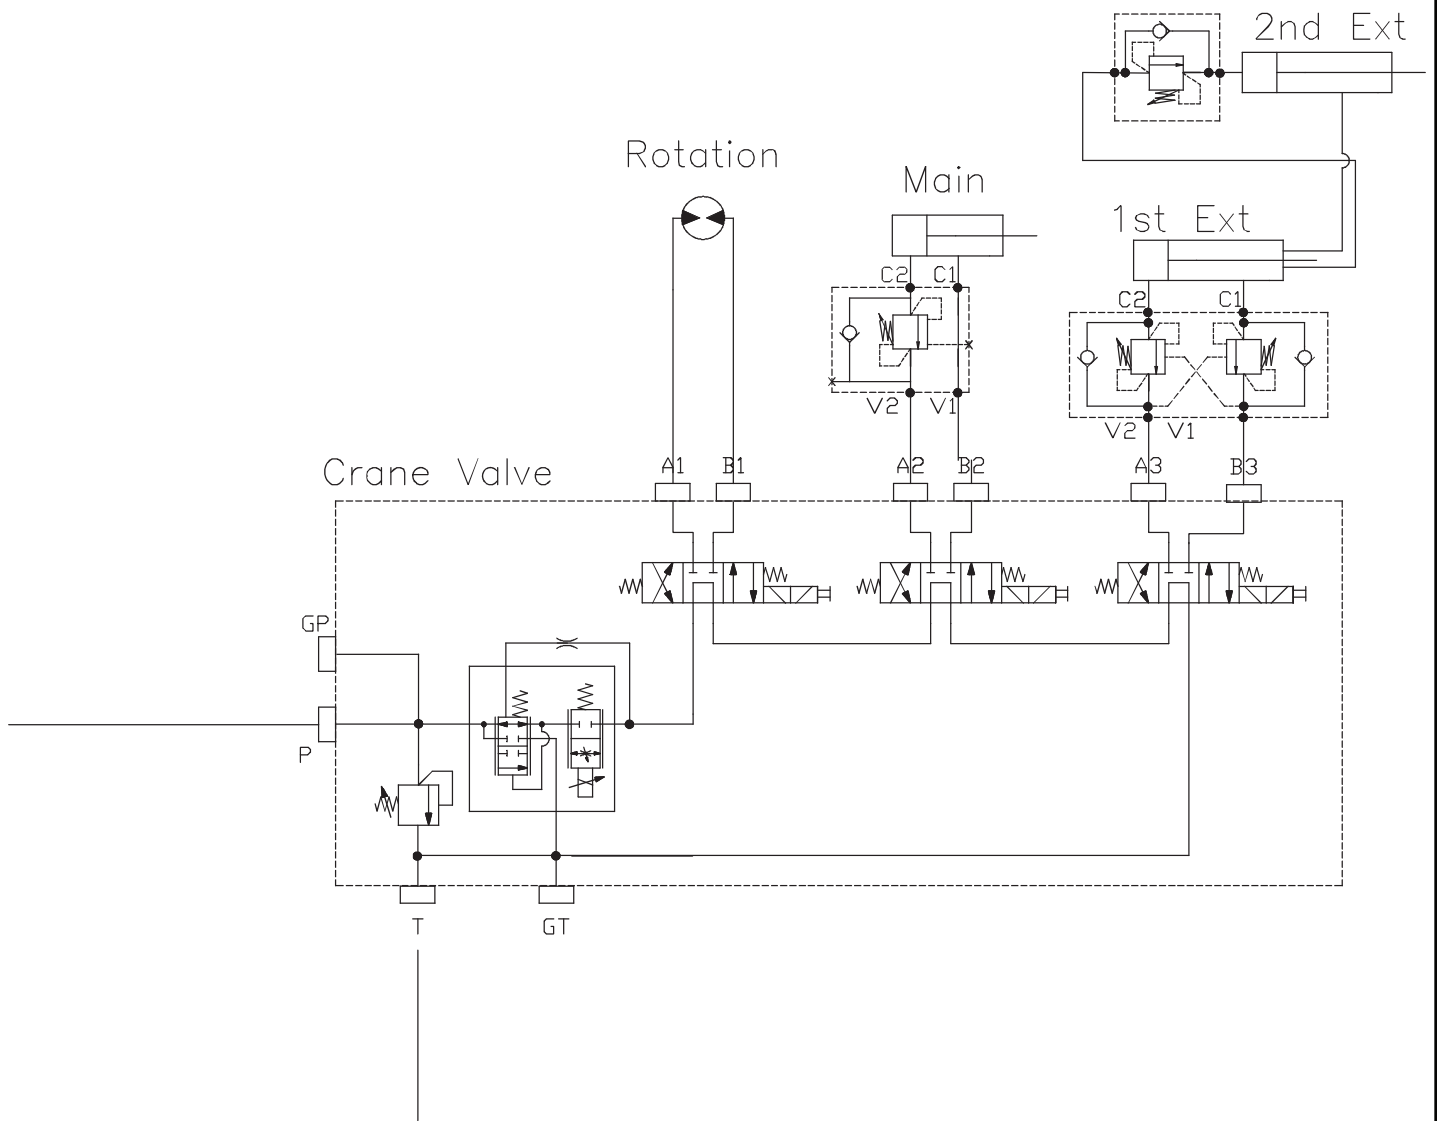 2nd Ext
Rotation
Main
1st Ext
C2 C1
C2 C1
V2 V1
V2 V1
Crane Valve
A1 B1 A2 B2 A3 B3
GP
P
T GT